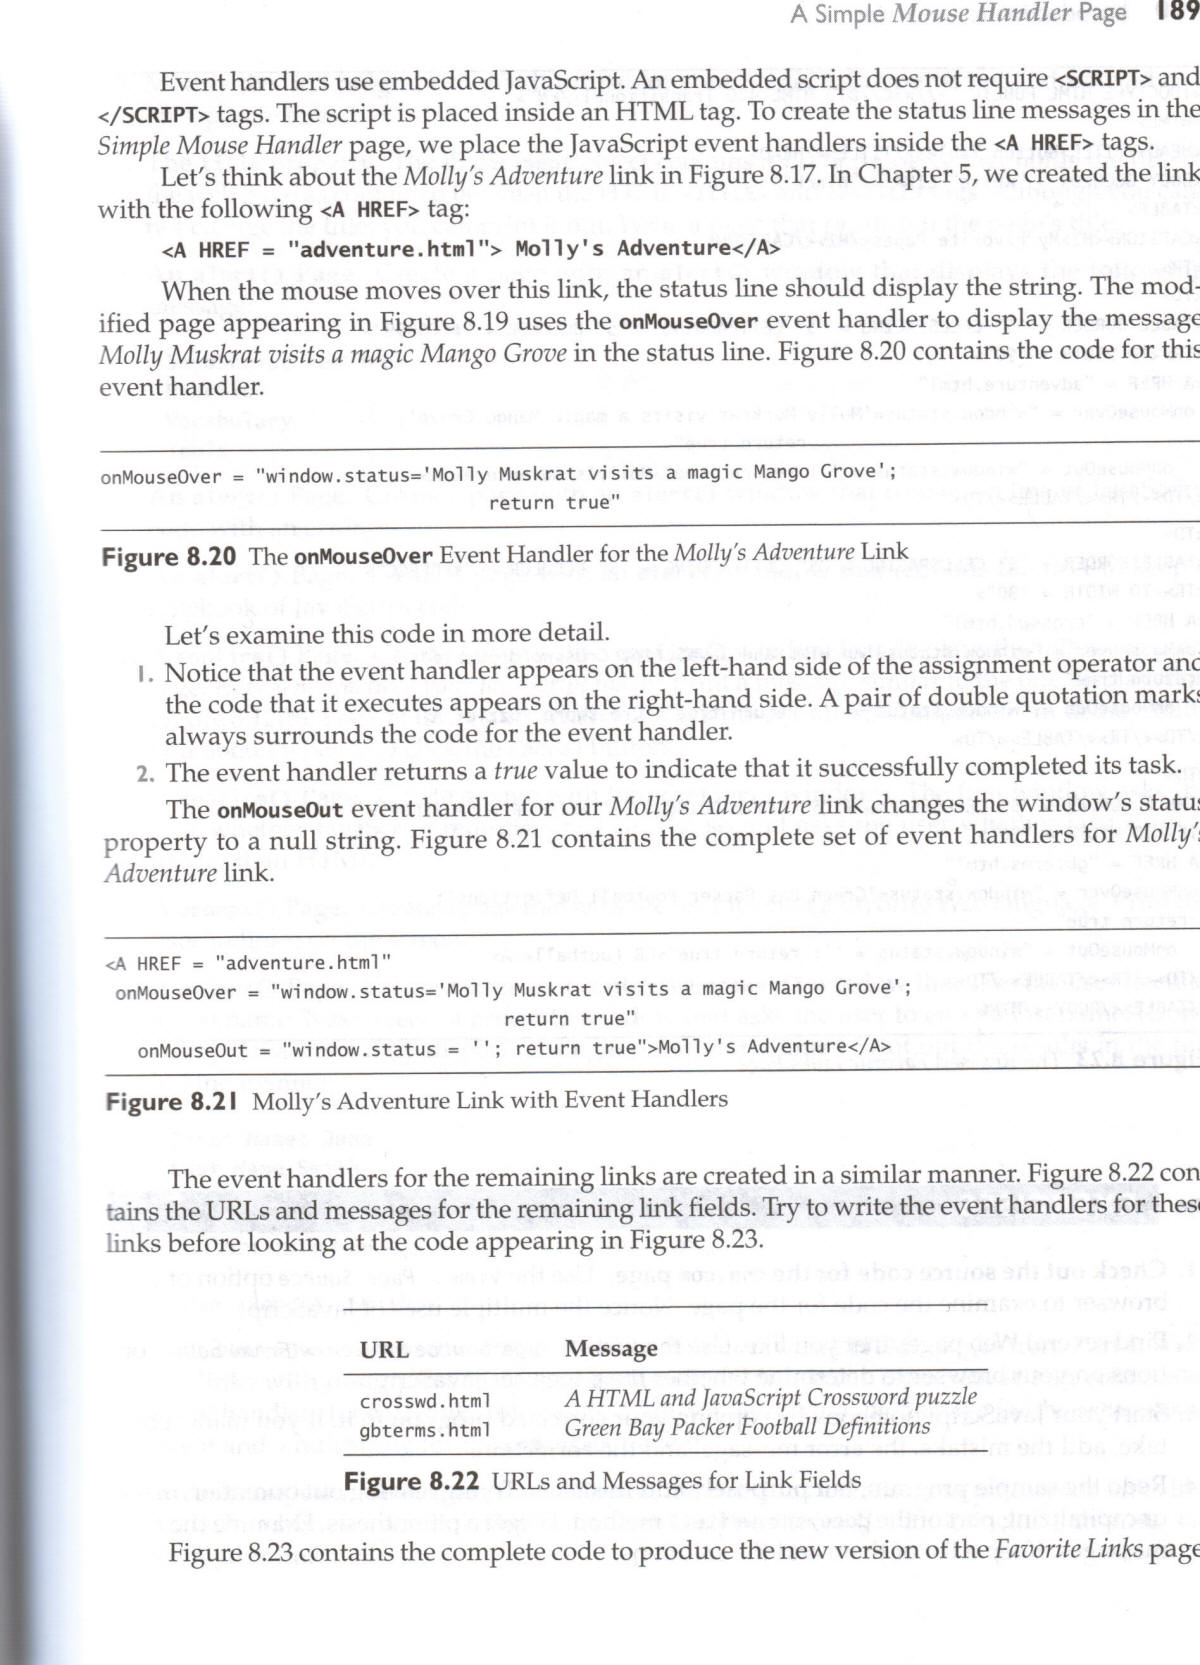 A Simple Mouse Handler Page 189
Event handlers use embedded JavaScript. An embedded script does not require <SCRIPT> and
</SCRIPT> tags. The script is placed inside an HTML tag. To create the status line messages in the
Simple Mouse Handler page, we place the JavaScript event handlers inside the <A HREF> tags.
Let's think about the Molly's Adventure link in Figure 8.17. In Chapter 5, we created the link
with the following <A HREF> tag:
<A HREF = "adventure.html"> Molly's Adventure</A>
When the mouse moves over this link, the status line should display the string. The mod-
ified page appearing in Figure 8.19 uses the onMouseOver event handler to display the message
Molly Muskrat visits a magic Mango Grove in the status line. Figure 8.20 contains the code for this
event handler.
onMouseOver = "window.status='Molly Muskrat visits a magic Mango Grove';
return true"
Figure 8.20 The onMouseOver Event Handler for the Molly's Adventure Link
Let's examine this code in more detail.
1. Notice that the event handler appears on the left-hand side of the assignment operator and
the code that it executes appears on the right-hand side. A pair of double quotation marks
always surrounds the code for the event handler.
2. The event handler returns a true value to indicate that it successfully completed its task.
The onMouseOut event handler for our Molly's Adventure link changes the window's status
property to a null string. Figure 8.21 contains the complete set of event handlers for Molly's
Adventure link.
<A HREF = "adventure.html"
onMouseOver = "window.status='Molly Muskrat visits a magic Mango Grove';
return true"
onMouseOut = "window.status = ''; return true">Molly's Adventure</A>
Figure 8.21 Molly's Adventure Link with Event Handlers
The event handlers for the remaining links are created in a similar manner. Figure 8.22 con
tains the URLs and messages for the remaining link fields. Try to write the event handlers for these
links before looking at the code appearing in Figure 8.23.
URL Message
crosswd.html A HTML and JavaScript Crossword puzzle
gbterms.html Green Bay Packer Football Definitions
Figure 8.22 URLs and Messages for Link Fields
Figure 8.23 contains the complete code to produce the new version of the Favorite Links page